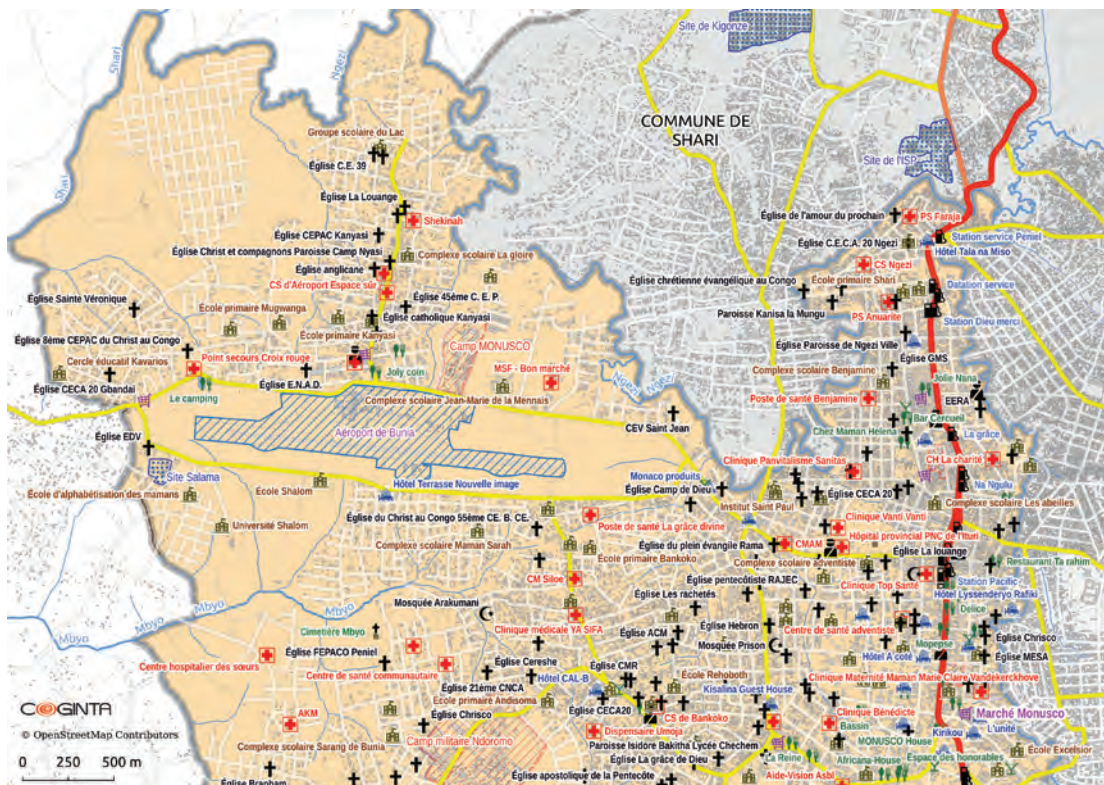 Site de Kigonze
Shari
Ngezi
COMMUNE DE
SHARI
Groupe scolaire du Lac
Site de l'ISP
Église C.E. 39
Shari
Église La Louange
Shekinah
Église de l'amour du prochain
PS Faraja
Église CEPAC Kanyasi
Station service Peniel
Église C.E.C.A. 20 Ngezi
Hôtel Tala na Miso
Église Christ et compagnons Paroisse Camp Nyasi
Complexe scolaire La gloire
CS Ngezi
Église anglicane
École primaire Shari
Église chrétienne évangélique au Congo
CS d'Aéroport Espace sûr
Datation service
Église Sainte Véronique
Église 45ème C. E. P.
Paroisse Kanisa la Mungu
PS Anuarite
École primaire Mugwanga
Église catholique Kanyasi
Station Dieu merci
Église 8ème CEPAC du Christ au Congo
École primaire Kanyasi
Camp MONUSCO
Église Paroisse de Ngezi Ville
Cercle éducatif Kavarios
Point secours Croix rouge
Église GMS
Joly coin
MSF - Bon marché
Complexe scolaire Benjamine
Jolie Nana
Église CECA 20 Gbandai
Église E.N.A.D.
Ngezi
Ngezi
EERA
Le camping
Complexe scolaire Jean-Marie de la Mennais
Poste de santé Benjamine
Bar Cercueil
Aéroport de Bunia
CEV Saint Jean
Chez Maman Helena
La grâce
Église EDV
CH La charité
Clinique Panvitalisme Sanitas
Site Salama
Monaco produits
Na Ngulu
École Shalom
Hôtel Terrasse Nouvelle image
Église Camp de Dieu
Église CECA 20
École d'alphabétisation des mamans
Institut Saint Paul
Complexe scolaire Les abeilles
Église du Christ au Congo 55ème CE. B. CE.
Poste de santé La grâce divine
Clinique Vanti Vanti
Université Shalom
Hôpital provincial PNC de l'Ituri
Complexe scolaire Maman Sarah
Église du plein évangile Rama
CMAM
Église La louange
École primaire Bankoko
Complexe scolaire adventiste
Restaurant Ta rahim
CM Siloe
Église pentecôtiste RAJEC
Clinique Top Santé
Station Pacific
Mbyo
Église Les rachetés
Hôtel Lyssenderyo Rafiki
Mbyo
Mbyo
Mosquée Arakumani
Delice
Cimetière Mbyo
Clinique médicale YA SIFA
Église Hebron
Centre de santé adventiste
Église ACM
Église Chrisco
Église FEPACO Peniel
Mosquée Prison
Mopepse
Centre hospitalier des sœurs
Église Cereshe
Église CMR
Hôtel A coté
Église MESA
Centre de santé communautaire
Hôtel CAL-B
École Rehoboth
Clinique Maternité Maman Marie Claire Vandekerckhove
Église 21ème CNCA
Kisalina Guest House
École primaire Andisoma
Église CECA20
Clinique Bénédicte
COGINTA
AKM
Église Chrisco
CS de Bankoko
Bassin
Marché Monusco
Dispensaire Umoja
Kirikou
L'unité
© OpenStreetMap Contributors
Camp militaire Ndoromo
Paroisse Isidore Bakitha Lycée Chechem
MONUSCO House
Complexe scolaire Sarang de Bunia
Église La grâce de Dieu
La Reine
Espace des honorables
École Excelsior
Africana-House
0 250 500 m
Église Branham
Église apostolique de la Pentecôte
Aide-Vision Asbl